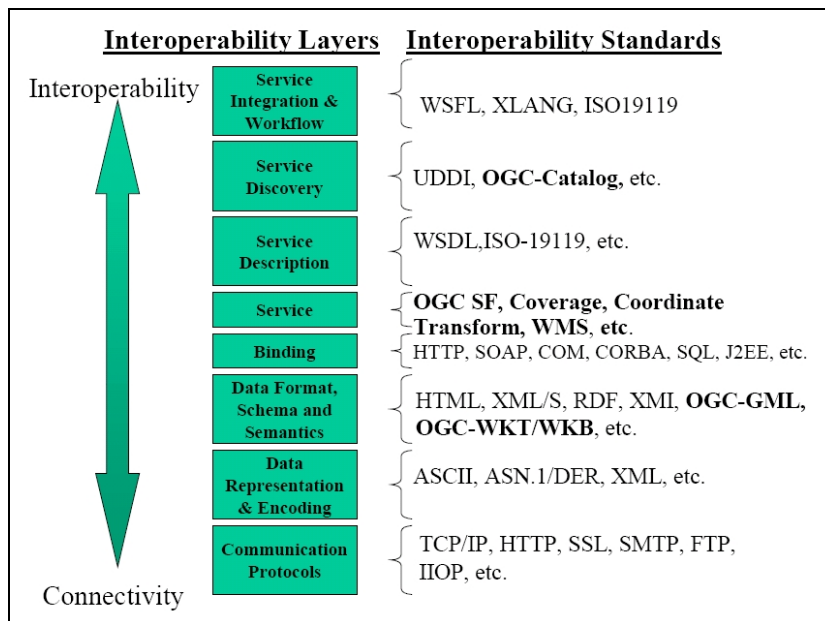 Interoperability Layers
Interoperability Standards
Interoperability
Service
Integration &
Workflow
WSFL, XLANG, ISO19119
Service
Discovery
UDDI, OGC-Catalog, etc.
Service
Description
WSDL,ISO-19119, etc.
Service
OGC SF, Coverage, Coordinate
Transform, WMS, etc.
Binding
HTTP, SOAP, COM, CORBA, SQL, J2EE, etc.
Data Format,
Schema and
Semantics
HTML, XML/S, RDF, XMI, OGC-GML,
OGC-WKT/WKB, etc.
Data
Representation
& Encoding
ASCII, ASN.1/DER, XML, etc.
Communication
Protocols
TCP/IP, HTTP, SSL, SMTP, FTP,
IIOP, etc.
Connectivity